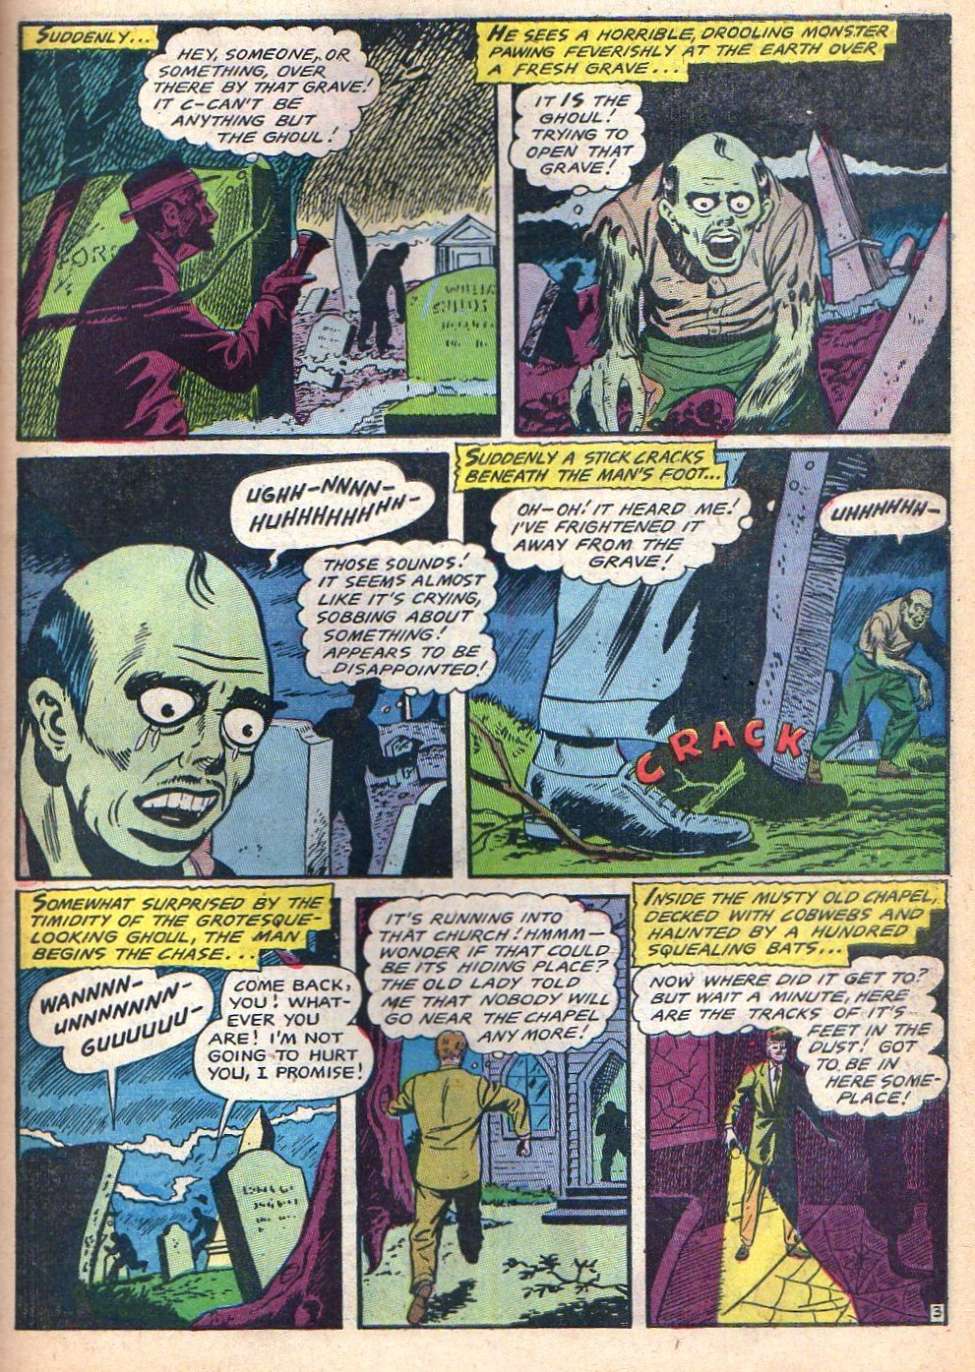 SUDDENLY...
HEY, SOMEONE, OR
SOMETHING, OVER
THERE BY THAT GRAVE!
IT C-CAN'T BE
ANYTHING BUT
THE GHOUL!
HE SEES A HORRIBLE, DROOLING MONSTER
PAWING FEVERISHLY AT THE EARTH OVER
A FRESH GRAVE...
IT IS THE
GHOUL!
TRYING TO
OPEN THAT
GRAVE!
UGHH-NNNN-
HUHHHHHHHHH-
THOSE SOUNDS!
IT SEEMS ALMOST
LIKE IT'S CRYING,
SOBBING ABOUT
SOMETHING!
APPEARS TO BE
DISAPPOINTED!
SUDDENLY A STICK CRACKS
BENEATH THE MAN'S FOOT...
OH-OH! IT HEARD ME!
I'VE FRIGHTENED IT
AWAY FROM THE
GRAVE!
UHHHHHH-
CRACK
SOMEWHAT SURPRISED BY THE
TIMIDITY OF THE GROTESQUE-
LOOKING GHOUL, THE MAN
BEGINS THE CHASE...
WANNNN-
UNNNNNNN-
GUUUUUU-
COME BACK,
YOU! WHAT-
EVER YOU
ARE! I'M NOT
GOING TO HURT
YOU, I PROMISE!
IT'S RUNNING INTO
THAT CHURCH! HMMM-
WONDER IF THAT COULD
BE ITS HIDING PLACE?
THE OLD LADY TOLD
ME THAT NOBODY WILL
GO NEAR THE CHAPEL
ANY MORE!
INSIDE THE MUSTY OLD CHAPEL,
DECKED WITH COBWEBS AND
HAUNTED BY A HUNDRED
SQUEALING BATS...
NOW WHERE DID IT GET TO?
BUT WAIT A MINUTE, HERE
ARE THE TRACKS OF IT'S
FEET IN THE
DUST! GOT
TO BE IN
HERE SOME-
PLACE!
3